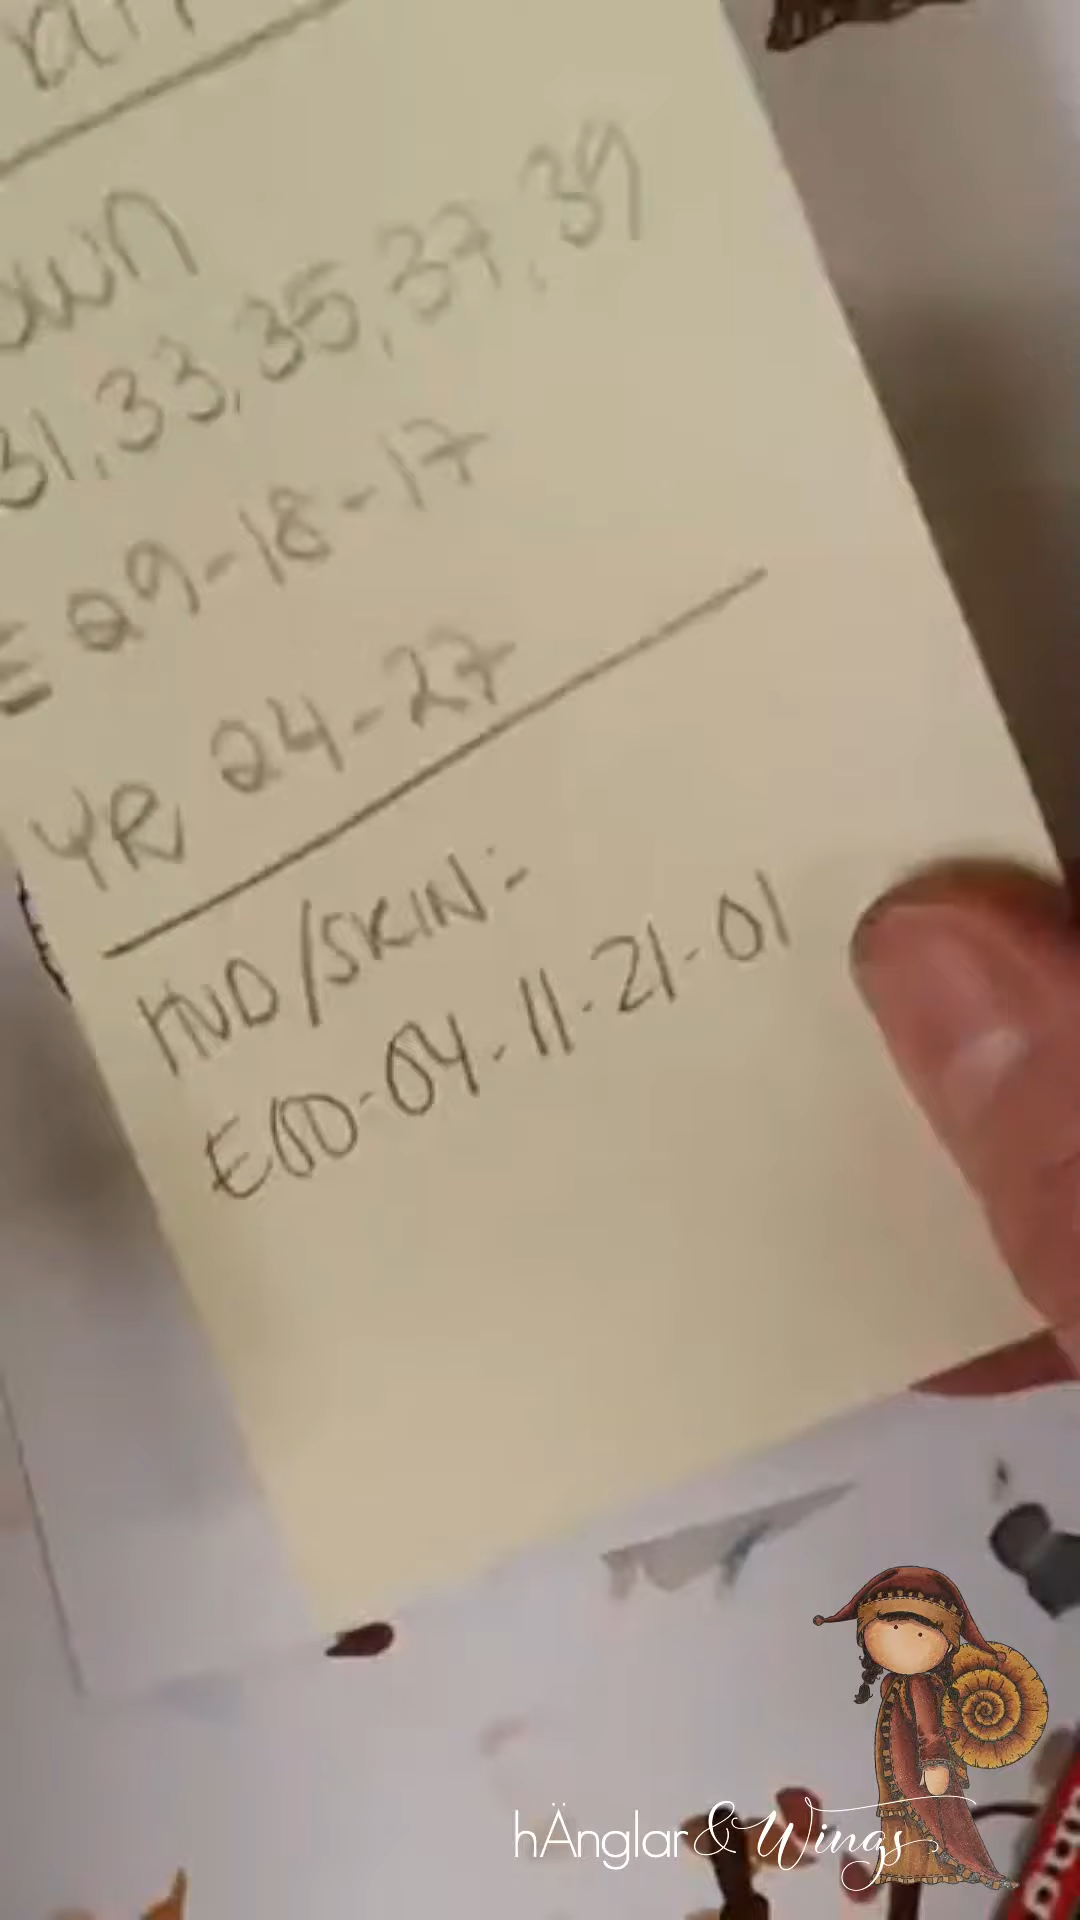 31, 33, 35, 37, 39
E 29-18-17
YR 24-27
HUD/SKIN:-
E00-04-11-21-01
hÄnglar & Wings